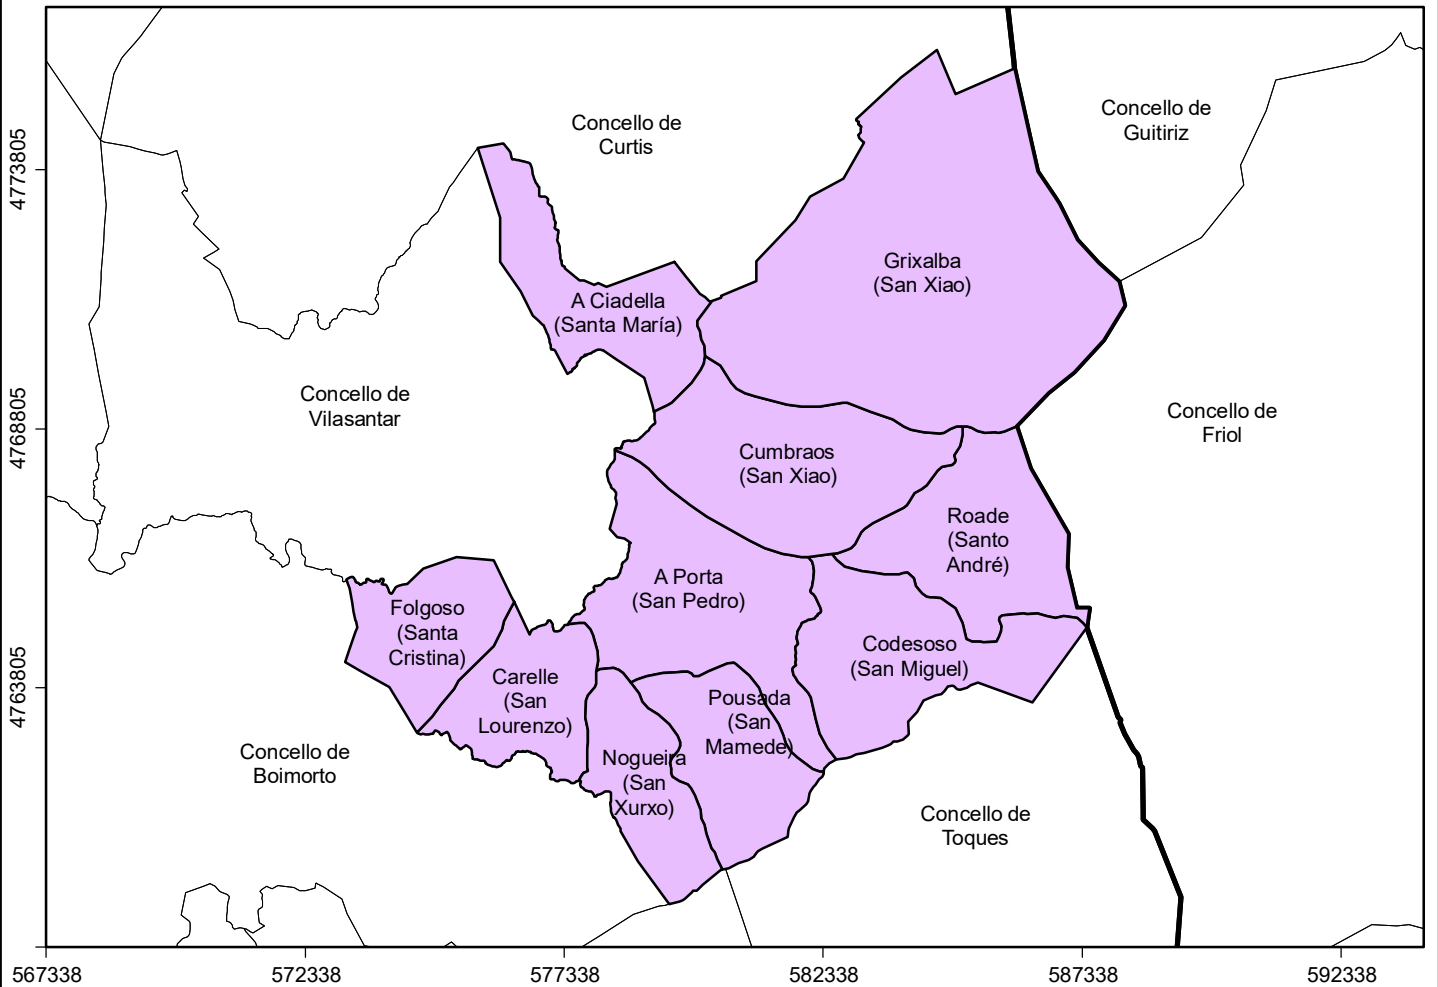 Concello de
Curtis
Concello de
Guitiriz
4773805
Grixalba
(San Xiao)
A Ciadella
(Santa María)
Concello de
Vilasantar
Concello de
Friol
4768805
Cumbraos
(San Xiao)
Roade
(Santo
André)
A Porta
(San Pedro)
Folgoso
(Santa
Cristina)
Codesoso
(San Miguel)
Carelle
(San
Lourenzo)
4763805
Pousada
(San
Mamede)
Nogueira
(San
Xurxo)
Concello de
Boimorto
Concello de
Toques
567338
572338
577338
582338
587338
592338